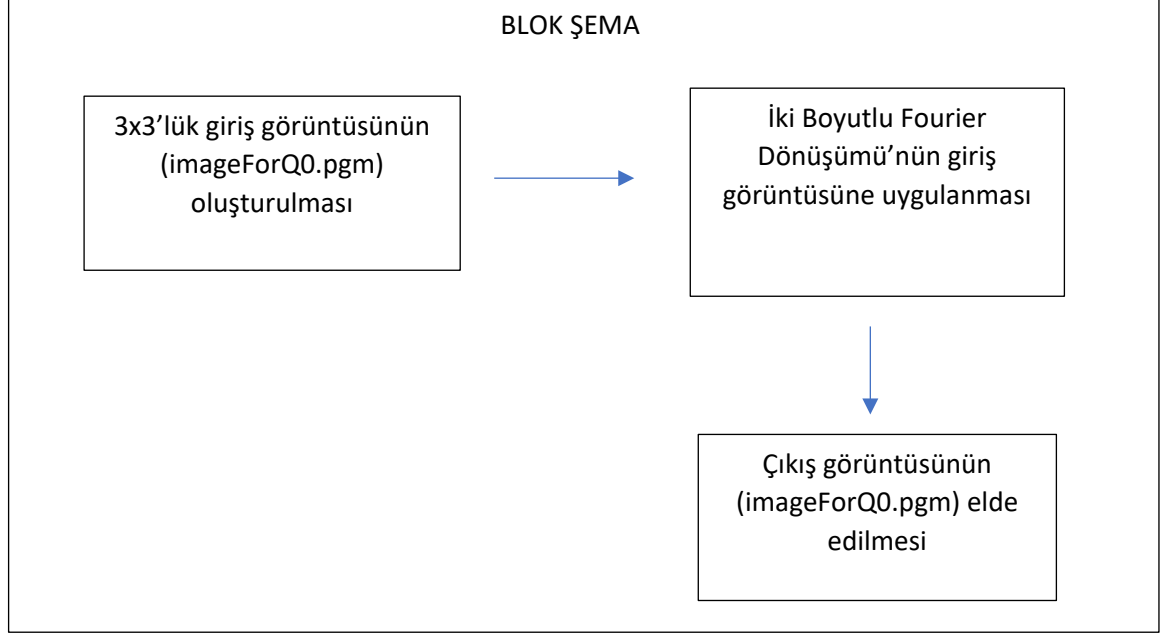 BLOK ŞEMA
3x3’lük giriş görüntüsünün
(imageForQ0.pgm)
oluşturulması
İki Boyutlu Fourier
Dönüşümü’nün giriş
görüntüsüne uygulanması
Çıkış görüntüsünün
(imageForQ0.pgm) elde
edilmesi